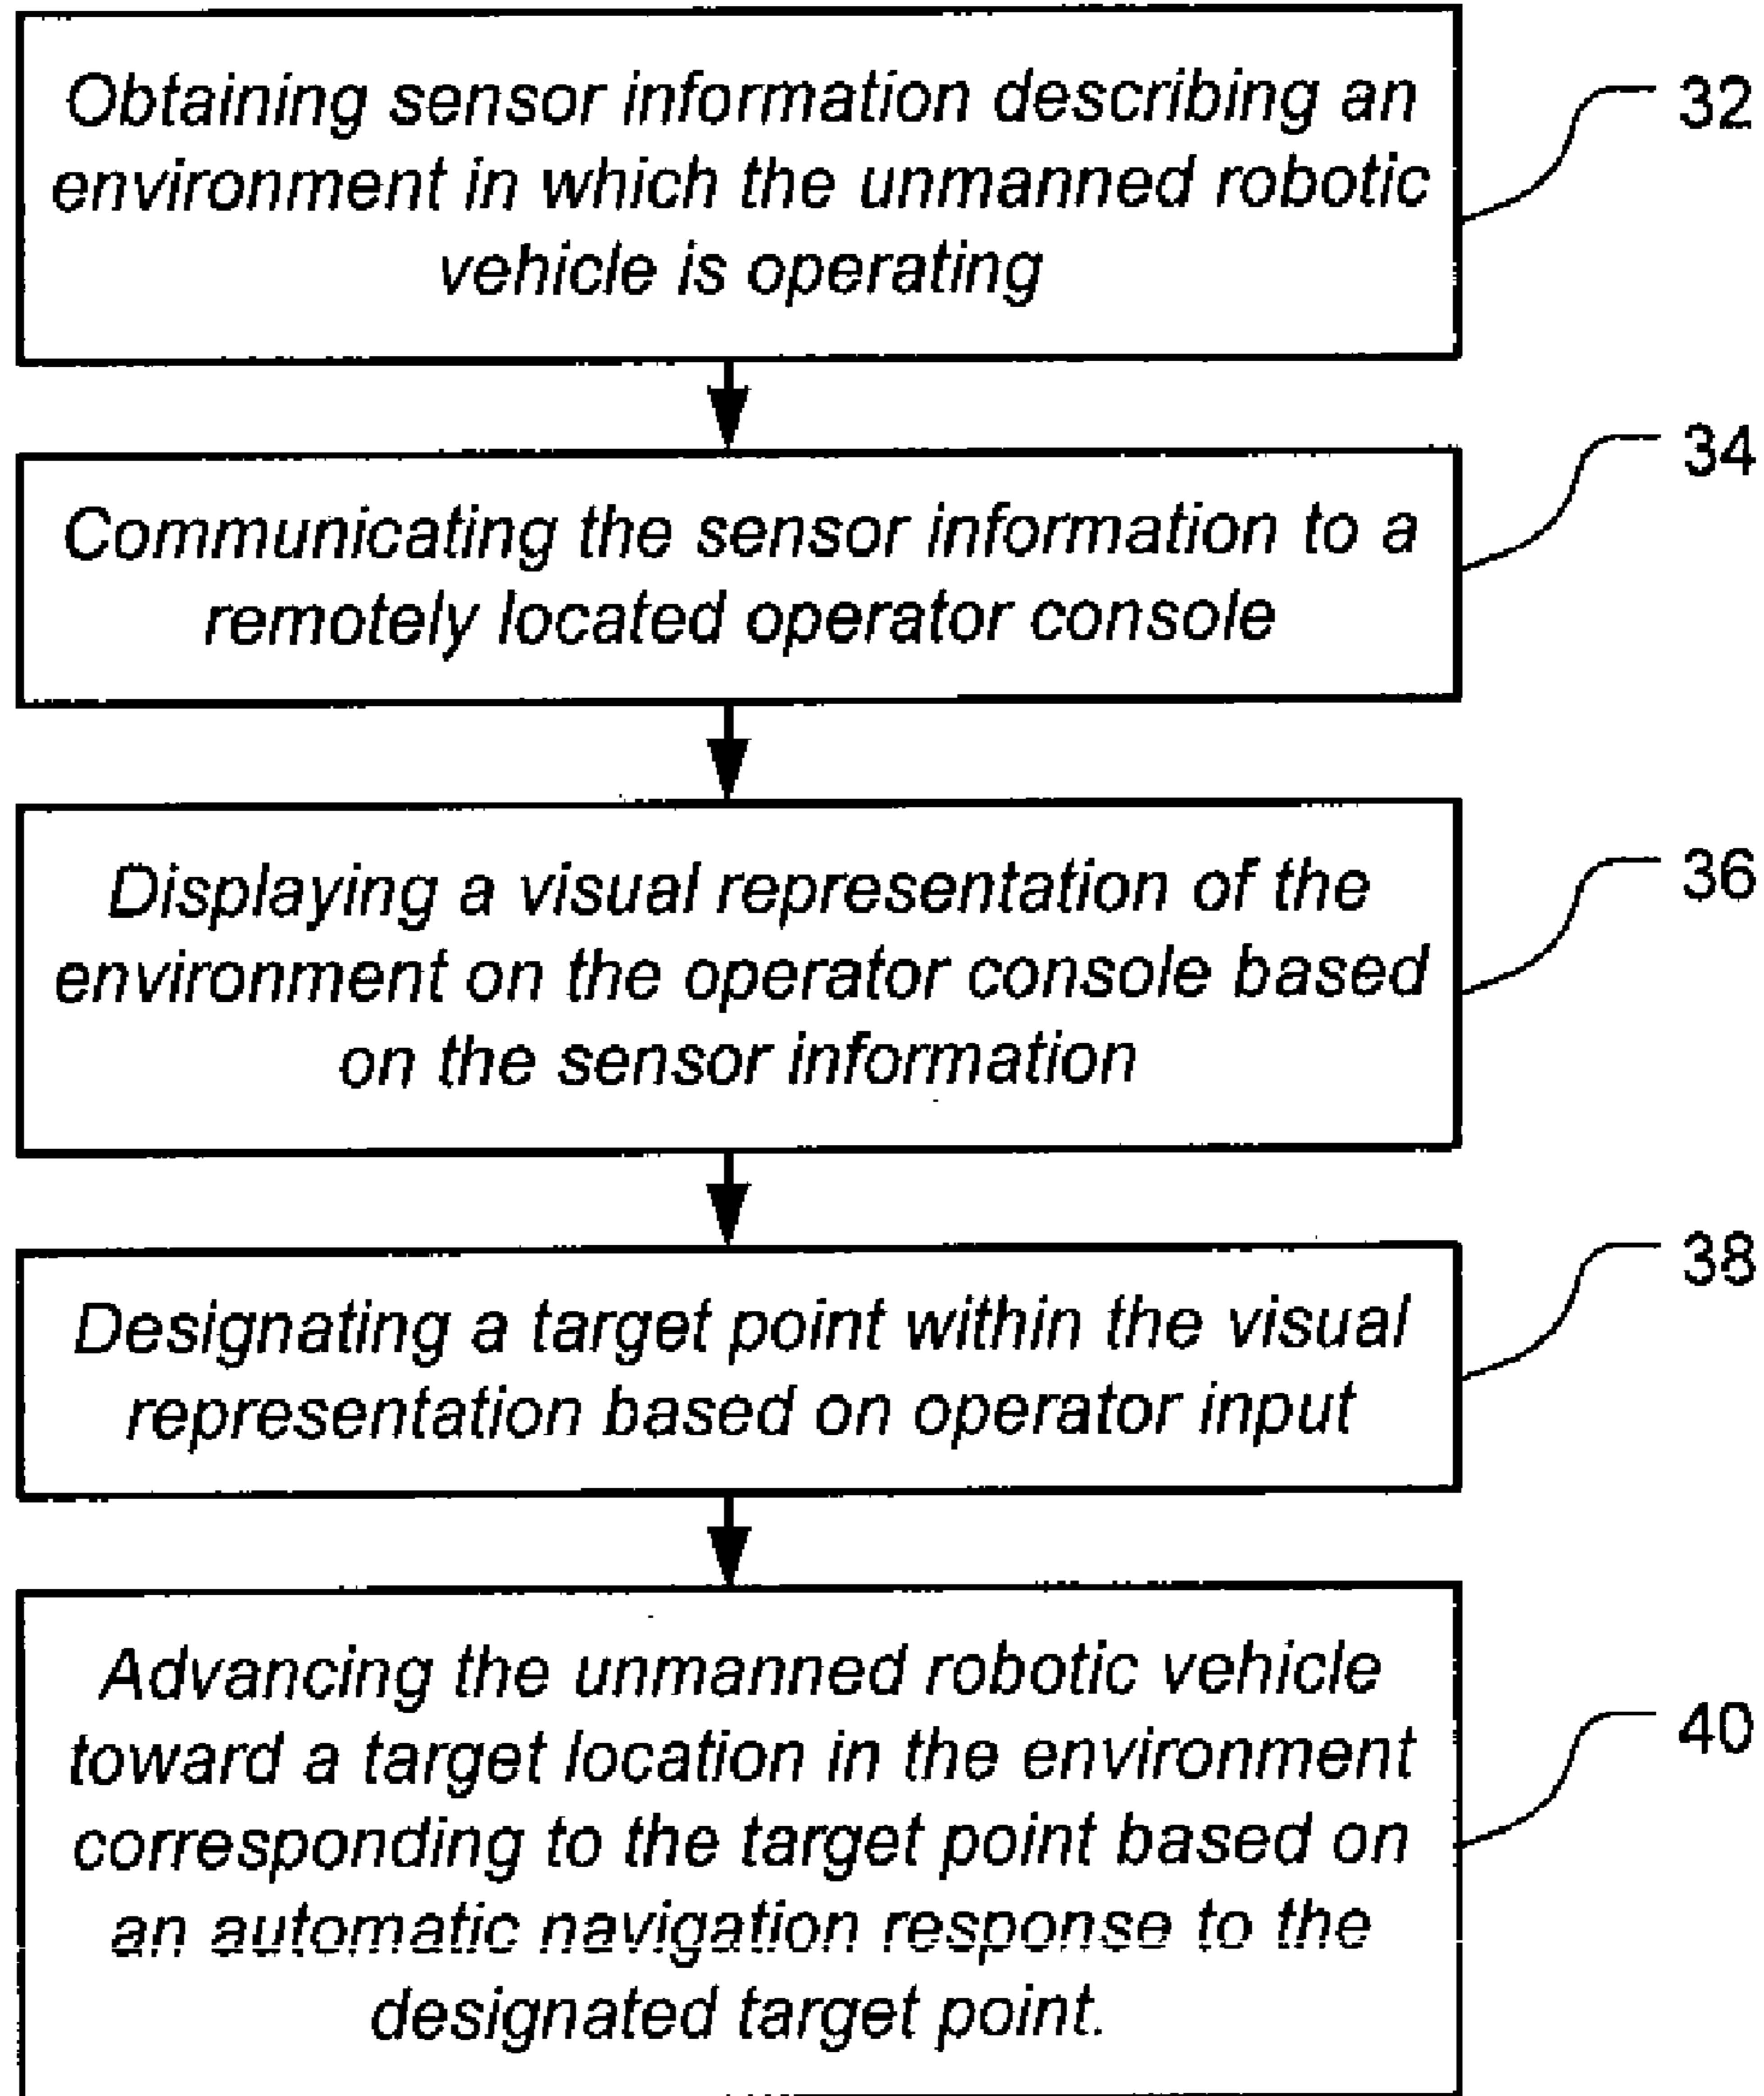 Obtaining sensor information describing an
environment in which the unmanned robotic
vehicle is operating
32
Communicating the sensor information to a
remotely located operator console
34
Displaying a visual representation of the
environment on the operator console based
on the sensor information
36
Designating a target point within the visual
representation based on operator input
38
Advancing the unmanned robotic vehicle
toward a target location in the environment
corresponding to the target point based on
an automatic navigation response to the
designated target point.
40